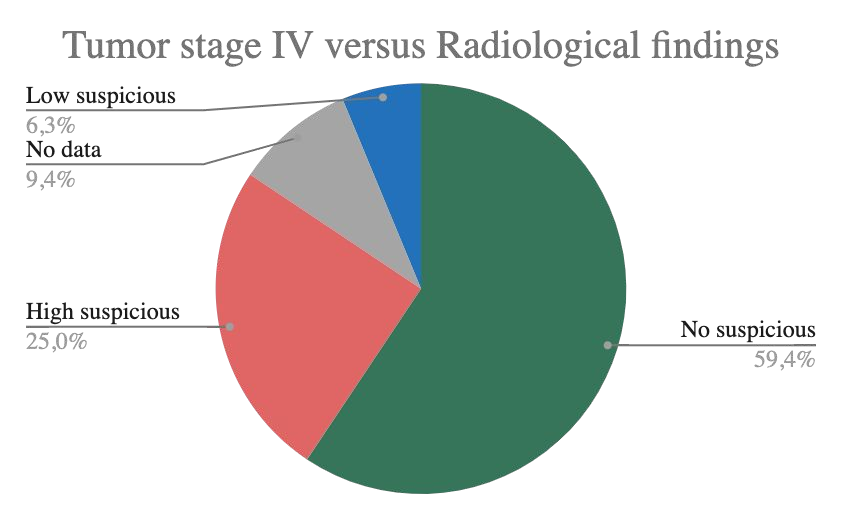 Tumor stage IV versus Radiological findings
Low suspicious
6,3%
No data
9,4%
High suspicious
25,0%
No suspicious
59,4%